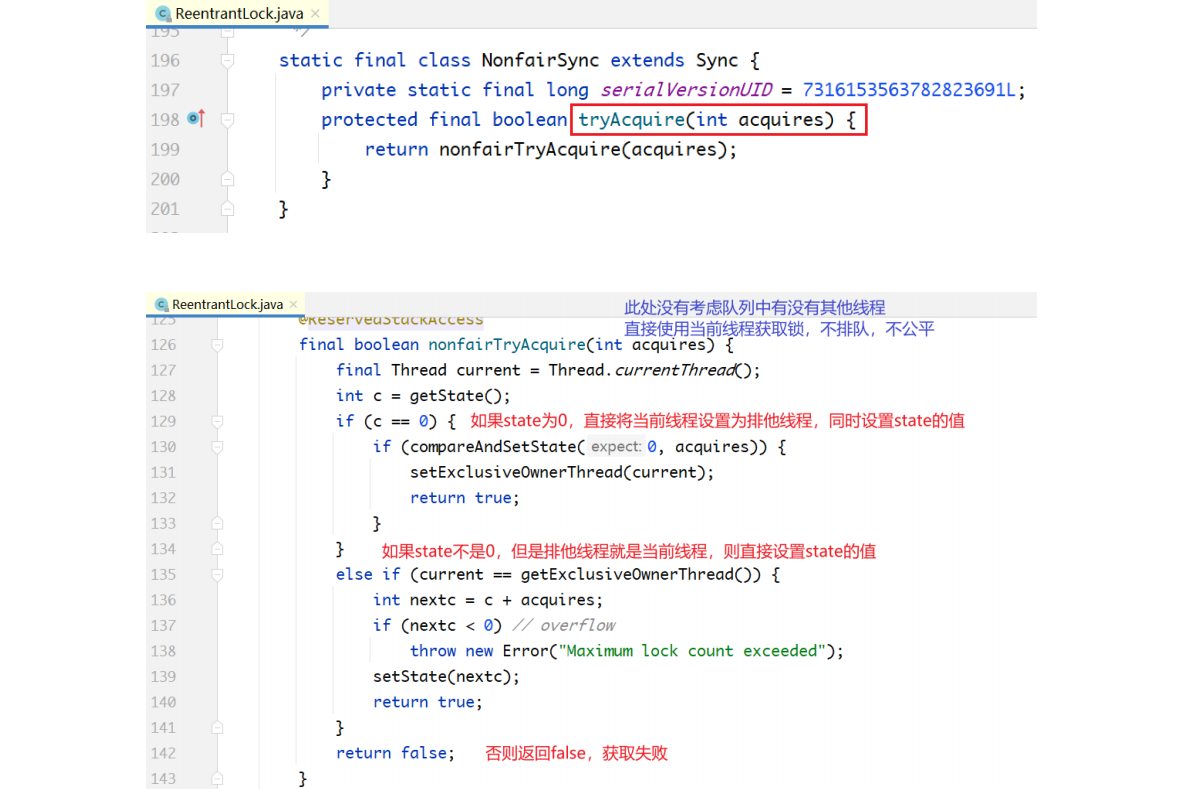 ReentrantLock.java ×
195 */
196 static final class NonfairSync extends Sync {
197 private static final long serialVersionUID = 7316153563782823691L;
198 protected final boolean tryAcquire(int acquires) {
199 return nonfairTryAcquire(acquires);
200 }
201 }
ReentrantLock.java ×
此处没有考虑队列中有没有其他线程
125 @ReservedStackAccess
直接使用当前线程获取锁，不排队，不公平
126 final boolean nonfairTryAcquire(int acquires) {
127 final Thread current = Thread.currentThread();
128 int c = getState();
129 if (c == 0) { 如果state为0，直接将当前线程设置为排他线程，同时设置state的值
130 if (compareAndSetState( expect: 0, acquires)) {
131 setExclusiveOwnerThread(current);
132 return true;
133 }
134 } 如果state不是0，但是排他线程就是当前线程，则直接设置state的值
135 else if (current == getExclusiveOwnerThread()) {
136 int nextc = c + acquires;
137 if (nextc < 0) // overflow
138 throw new Error("Maximum lock count exceeded");
139 setState(nextc);
140 return true;
141 }
142 return false; 否则返回false，获取失败
143 }